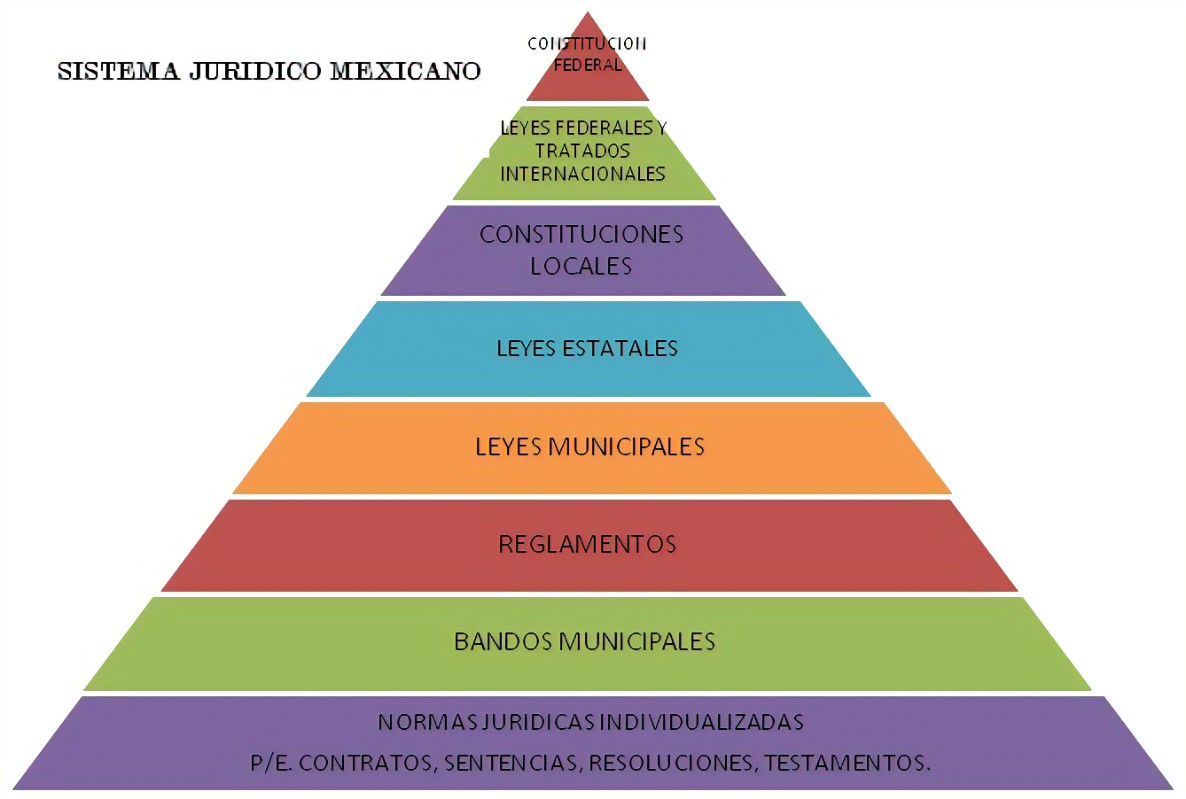 SISTEMA JURIDICO MEXICANO
CONSTITUCION
FEDERAL
LEYES FEDERALES Y
TRATADOS
INTERNACIONALES
CONSTITUCIONES
LOCALES
LEYES ESTATALES
LEYES MUNICIPALES
REGLAMENTOS
BANDOS MUNICIPALES
NORMAS JURIDICAS INDIVIDUALIZADAS
P/E. CONTRATOS, SENTENCIAS, RESOLUCIONES, TESTAMENTOS.